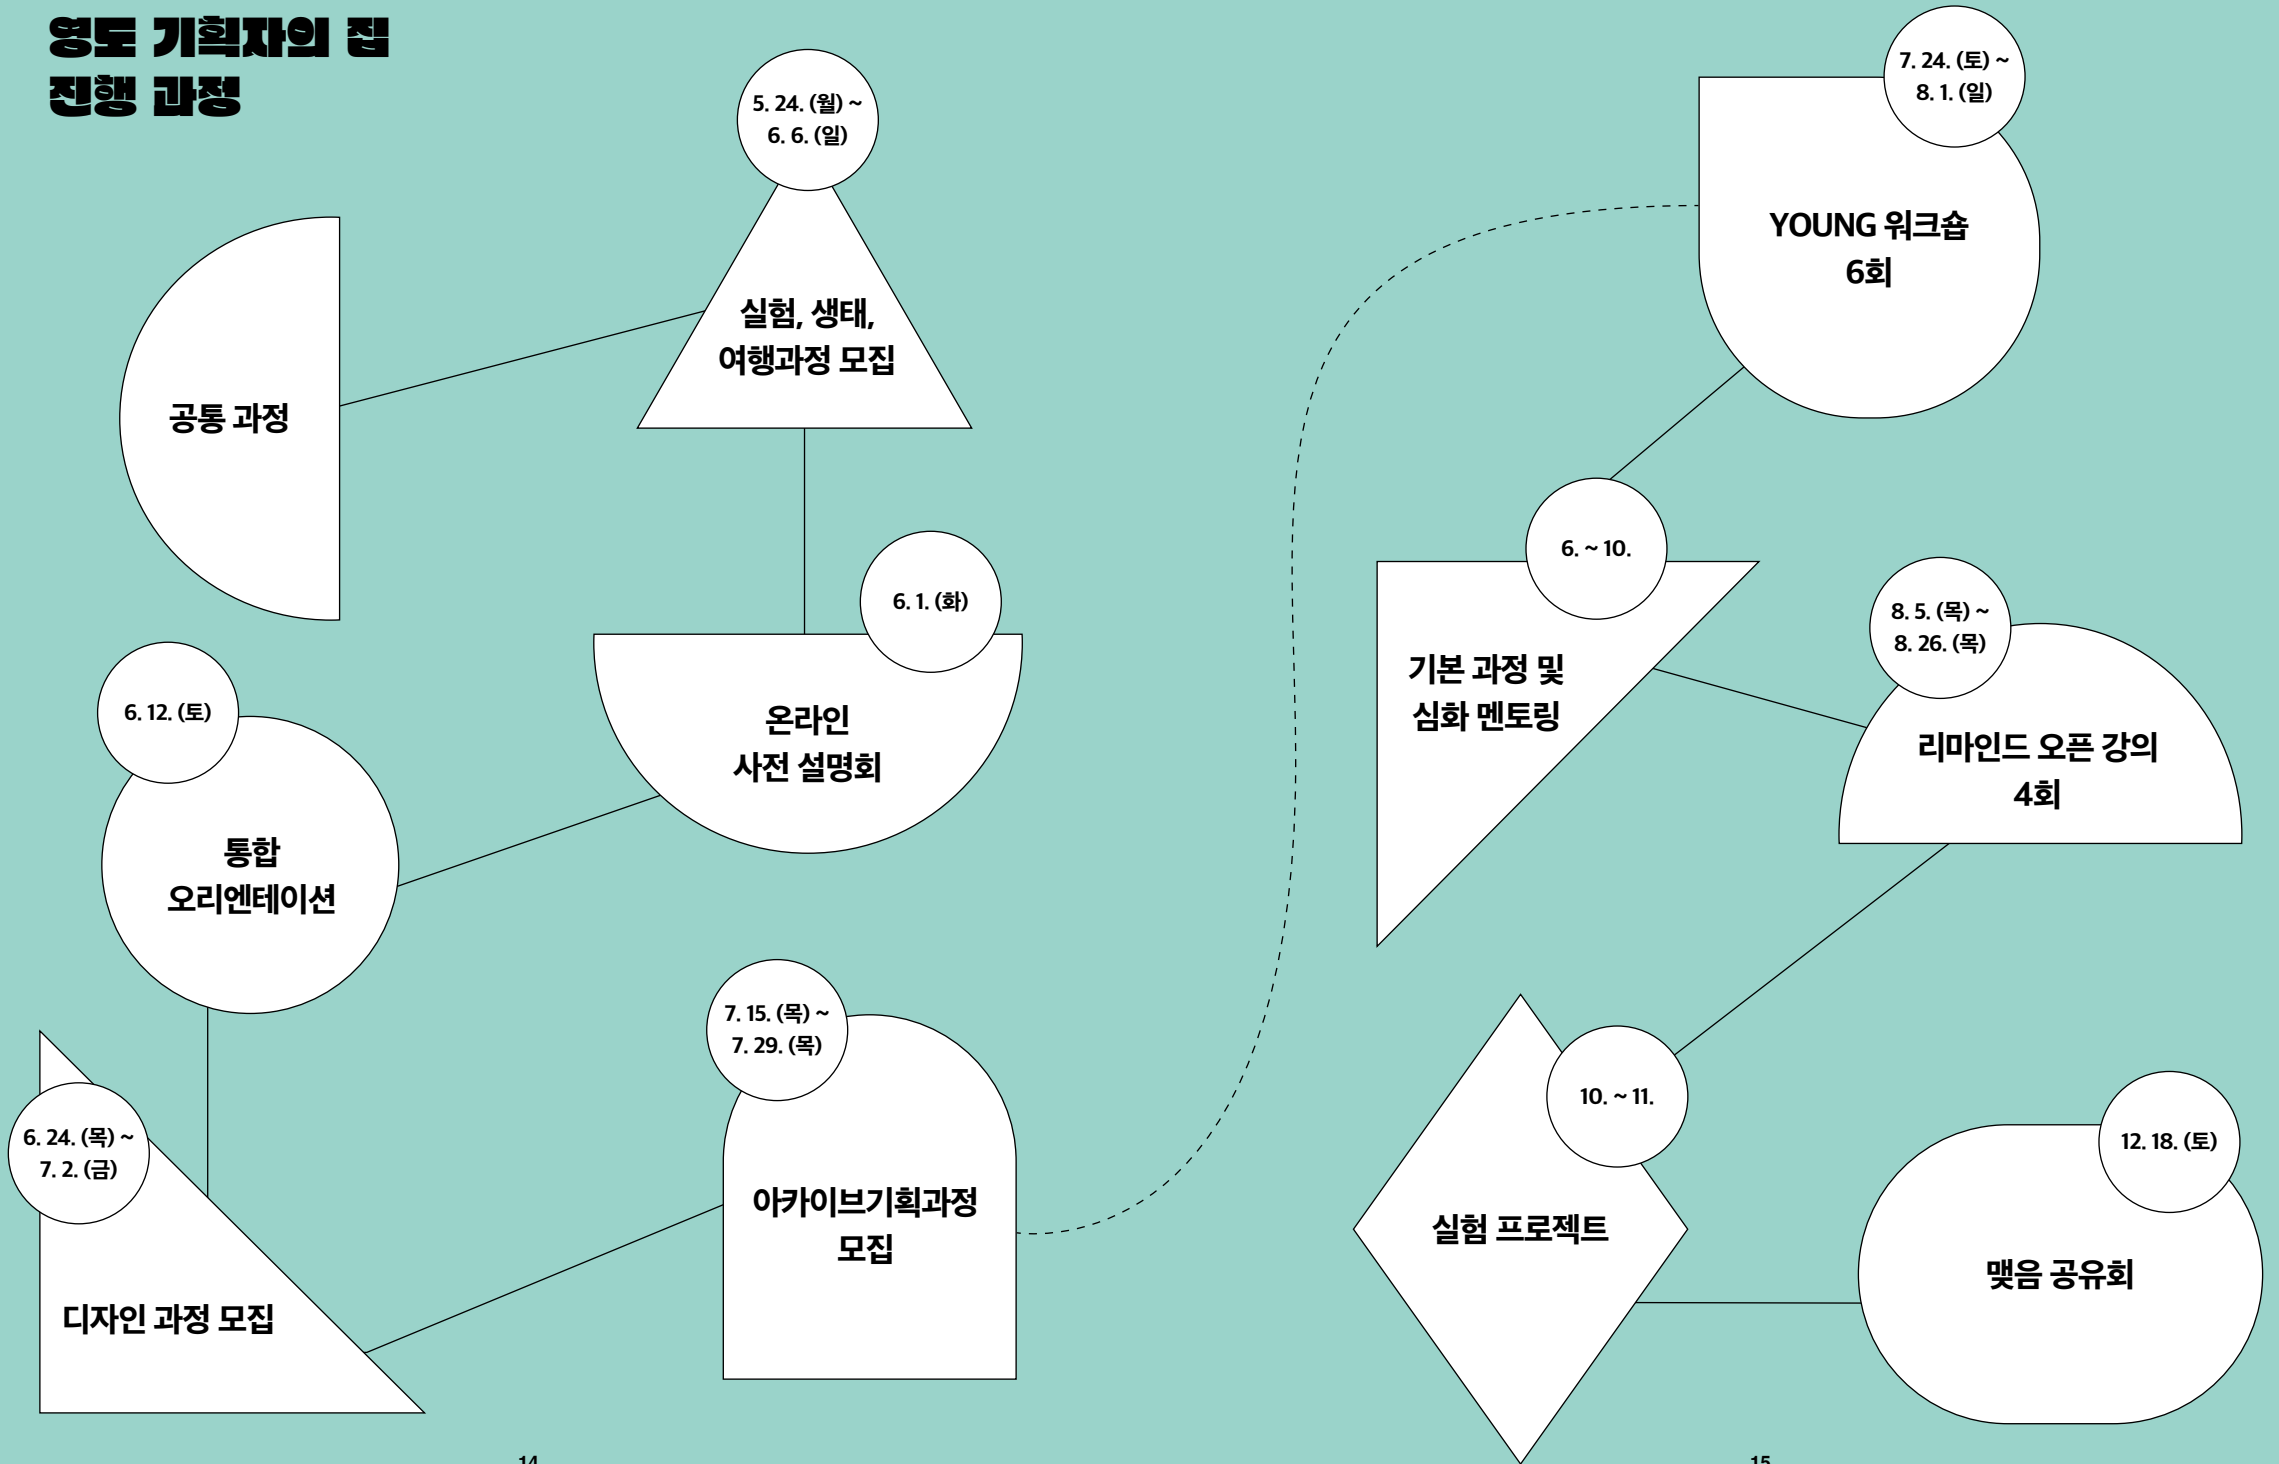 영도 기획자의 집
진행 과정
공통 과정
5. 24. (월) ~
6. 6. (일)
실험, 생태,
여행과정 모집
6. 1. (화)
온라인
사전 설명회
6. 12. (토)
통합
오리엔테이션
6. 24. (목) ~
7. 2. (금)
디자인 과정 모집
7. 15. (목) ~
7. 29. (목)
아카이브기획과정
모집
7. 24. (토) ~
8. 1. (일)
YOUNG 워크숍
6회
6. ~ 10.
기본 과정 및
심화 멘토링
8. 5. (목) ~
8. 26. (목)
리마인드 오픈 강의
4회
10. ~ 11.
실험 프로젝트
12. 18. (토)
맺음 공유회
14
15